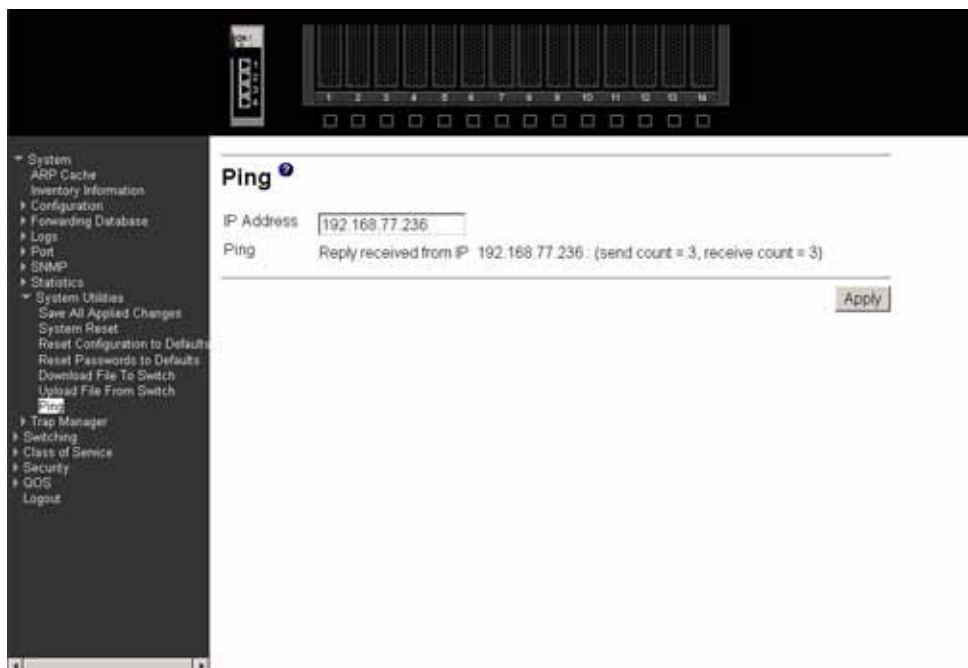 1
2
3
4
1 2 3 4 5 6 7 8 9 10 11 12 13 14
System
ARP Cache
Inventory Information
Configuration
Forwarding Database
Logs
Port
SNMP
Statistics
System Utilities
Save All Applied Changes
System Reset
Reset Configuration to Defaults
Reset Passwords to Defaults
Download File To Switch
Upload File From Switch
Ping
Trap Manager
Switching
Class of Service
Security
QOS
Logout
Ping ?
IP Address 192.168.77.236
Ping Reply received from IP 192.168.77.236 : (send count = 3, receive count = 3)
Apply